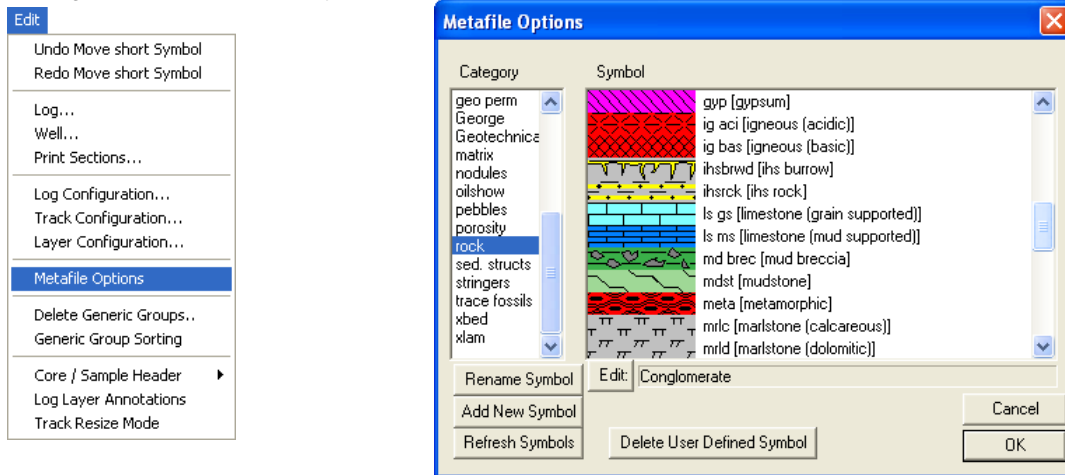 Edit
Undo Move short Symbol
Redo Move short Symbol
Log...
Well...
Print Sections...
Log Configuration...
Track Configuration...
Layer Configuration...
Metafile Options
Delete Generic Groups..
Generic Group Sorting
Core / Sample Header
Log Layer Annotations
Track Resize Mode
Metafile Options
Category
Symbol
geo perm
George
Geotechnica
matrix
nodules
oilshow
pebbles
porosity
rock
sed. structs
stringers
trace fossils
xbed
xlam
gyp [gypsum]
ig aci [igneous (acidic)]
ig bas [igneous (basic)]
ihsbrwd [ihs burrow]
ihsrck [ihs rock]
ls gs [limestone (grain supported)]
ls ms [limestone (mud supported)]
md brec [mud breccia]
mdst [mudstone]
meta [metamorphic]
mrlc [marlstone (calcareous)]
mrld [marlstone (dolomitic)]
Rename Symbol
Edit: Conglomerate
Add New Symbol
Cancel
Refresh Symbols
Delete User Defined Symbol
OK